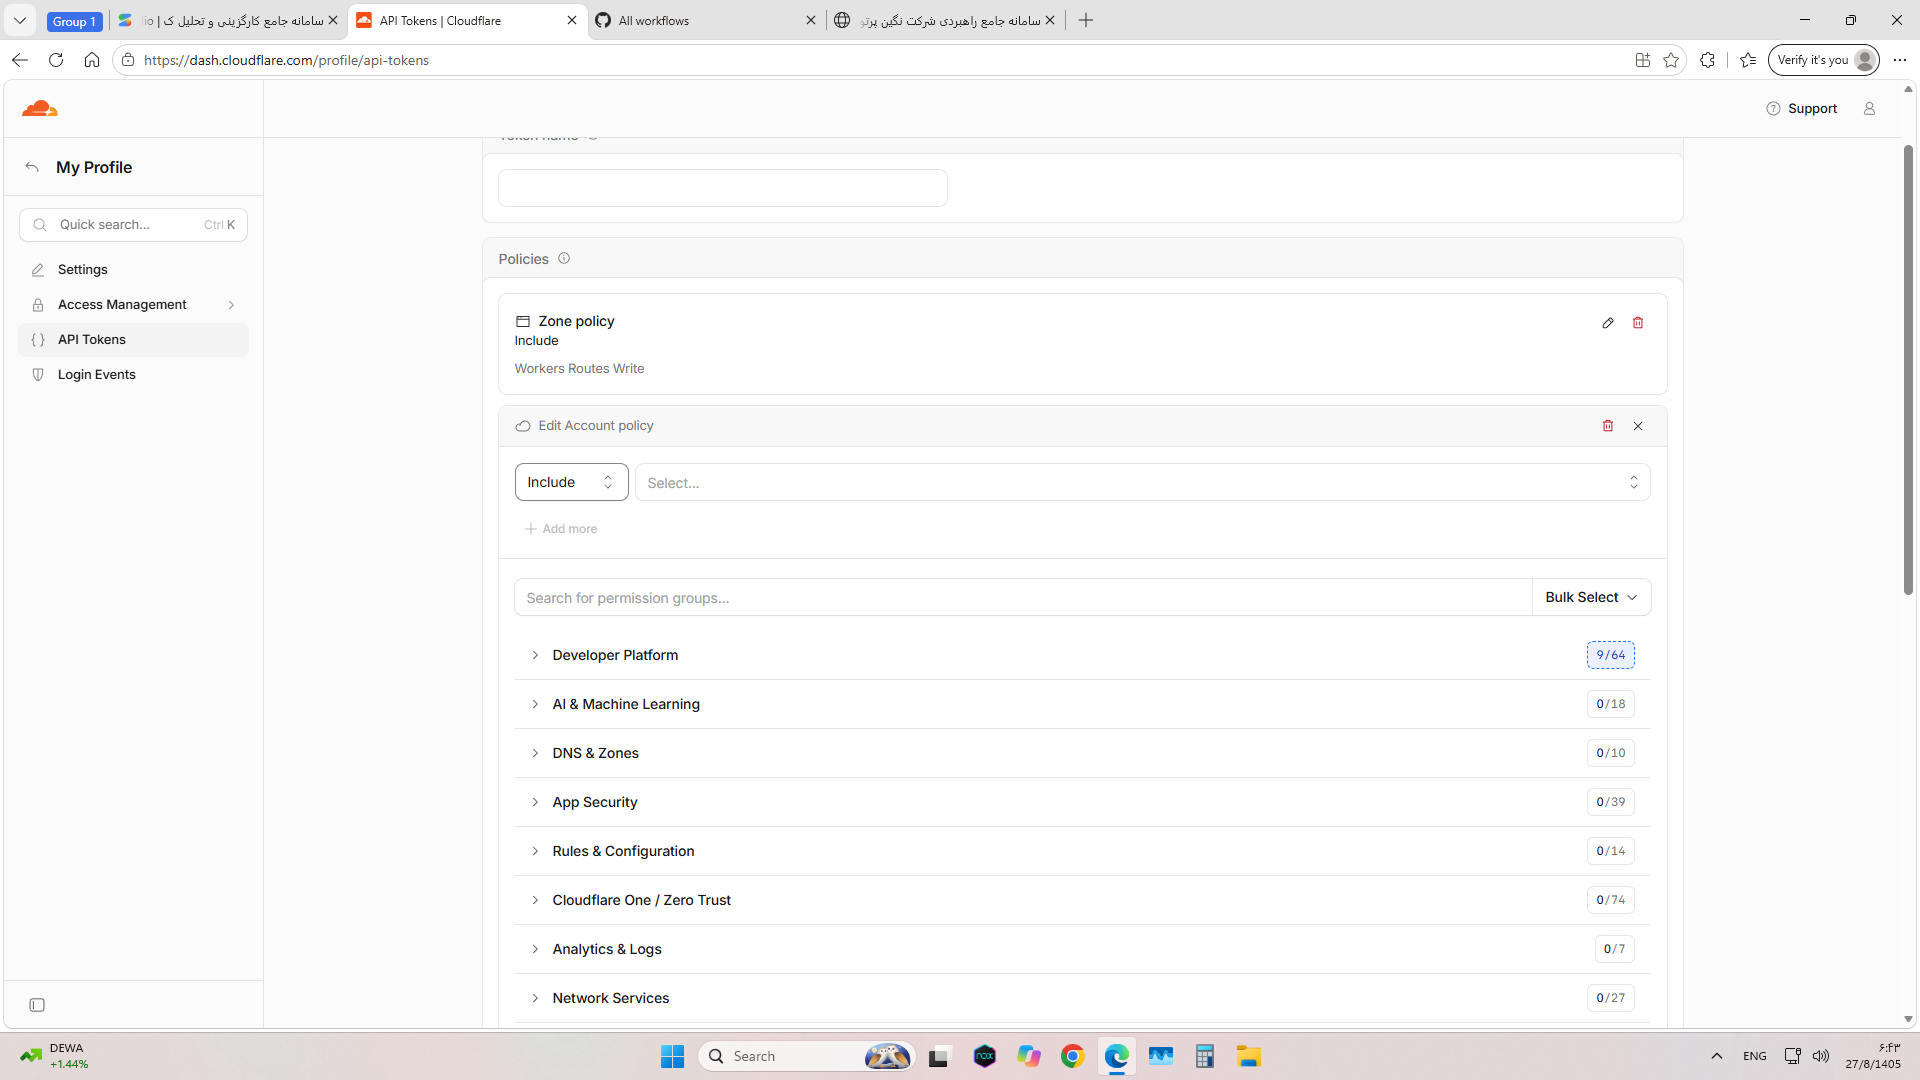 Group 1
سامانه جامع کارگزینی و تحلیل ک | io
API Tokens | Cloudflare
All workflows
سامانه جامع راهبردی شرکت نگین پرتو
https://dash.cloudflare.com/profile/api-tokens
Verify it's you
Support
My Profile
Quick search...
Ctrl K
Settings
Access Management
API Tokens
Login Events
Token name
Policies
Zone policy
Include
Workers Routes Write
Edit Account policy
Include
Select...
Add more
Search for permission groups...
Bulk Select
Developer Platform
9/64
AI & Machine Learning
0/18
DNS & Zones
0/10
App Security
0/39
Rules & Configuration
0/14
Cloudflare One / Zero Trust
0/74
Analytics & Logs
0/7
Network Services
0/27
DEWA
+1.44%
Search
ENG
۶:۴۳
27/8/1405